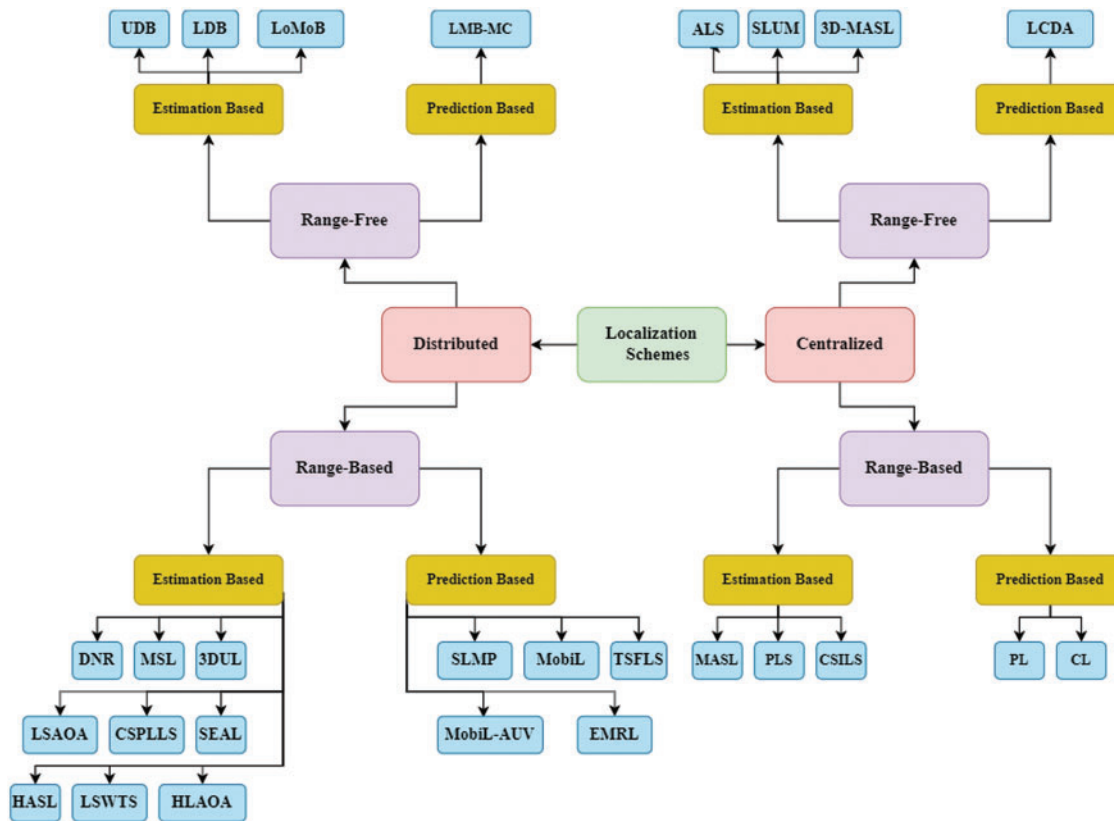 UDB LDB LoMoB LMB-MC ALS SLUM 3D-MASL LCDA
Estimation Based Prediction Based Estimation Based Prediction Based
Range-Free Range-Free
Distributed Localization Schemes Centralized
Range-Based Range-Based
Estimation Based Prediction Based Estimation Based Prediction Based
DNR MSL 3DUL SLMP MobiL TSFLS MASL PLS CSILS PL CL
LSAOA CSPLLS SEAL MobiL-AUV EMRL
HASL LSWTS HLAOA